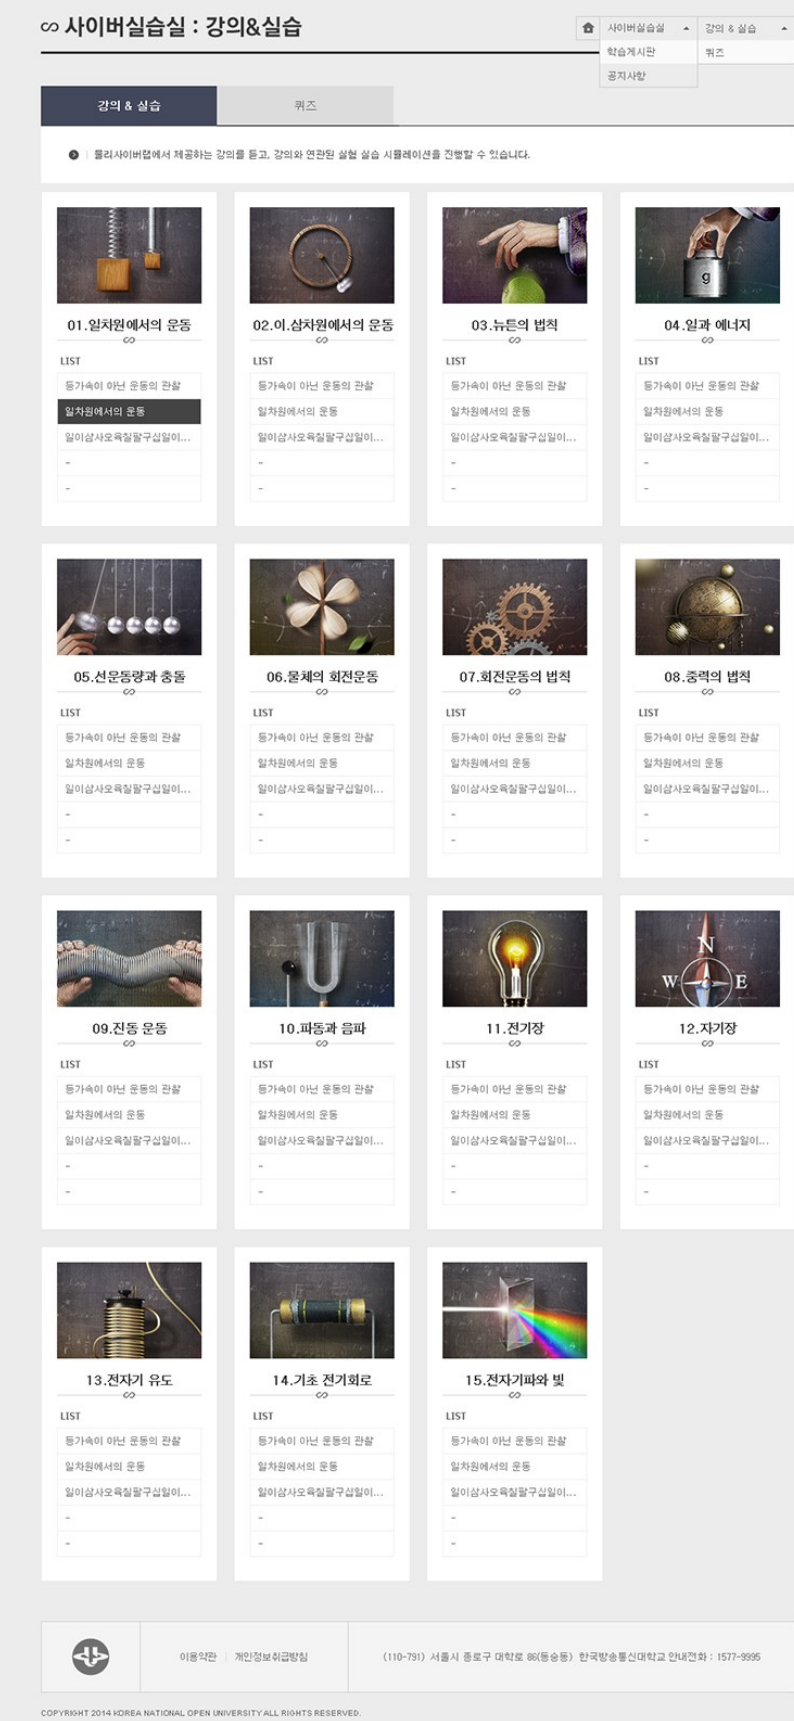 사이버실습실 : 강의&실습
사이버실습실
강의 & 실습
학습게시판
퀴즈
공지사항
강의 & 실습
퀴즈
물리사이버랩에서 제공하는 강의를 듣고, 강의와 연관된 실험 실습 시뮬레이션을 진행할 수 있습니다.
g
01.일차원에서의 운동
02.이.삼차원에서의 운동
03.뉴튼의 법칙
04.일과 에너지
LIST
LIST
LIST
LIST
등가속이 아닌 운동의 관찰
등가속이 아닌 운동의 관찰
등가속이 아닌 운동의 관찰
등가속이 아닌 운동의 관찰
일차원에서의 운동
일차원에서의 운동
일차원에서의 운동
일차원에서의 운동
일이삼사오육칠팔구십일이...
일이삼사오육칠팔구십일이...
일이삼사오육칠팔구십일이...
일이삼사오육칠팔구십일이...
-
-
-
-
-
-
-
-
05.선운동량과 충돌
06.물체의 회전운동
07.회전운동의 법칙
08.중력의 법칙
LIST
LIST
LIST
LIST
등가속이 아닌 운동의 관찰
등가속이 아닌 운동의 관찰
등가속이 아닌 운동의 관찰
등가속이 아닌 운동의 관찰
일차원에서의 운동
일차원에서의 운동
일차원에서의 운동
일차원에서의 운동
일이삼사오육칠팔구십일이...
일이삼사오육칠팔구십일이...
일이삼사오육칠팔구십일이...
일이삼사오육칠팔구십일이...
-
-
-
-
-
-
-
-
N
W
E
09.진동 운동
10.파동과 음파
11.전기장
12.자기장
LIST
LIST
LIST
LIST
등가속이 아닌 운동의 관찰
등가속이 아닌 운동의 관찰
등가속이 아닌 운동의 관찰
등가속이 아닌 운동의 관찰
일차원에서의 운동
일차원에서의 운동
일차원에서의 운동
일차원에서의 운동
일이삼사오육칠팔구십일이...
일이삼사오육칠팔구십일이...
일이삼사오육칠팔구십일이...
일이삼사오육칠팔구십일이...
-
-
-
-
-
-
-
-
13.전자기 유도
14.기초 전기회로
15.전자기파와 빛
LIST
LIST
LIST
등가속이 아닌 운동의 관찰
등가속이 아닌 운동의 관찰
등가속이 아닌 운동의 관찰
일차원에서의 운동
일차원에서의 운동
일차원에서의 운동
일이삼사오육칠팔구십일이...
일이삼사오육칠팔구십일이...
일이삼사오육칠팔구십일이...
-
-
-
-
-
-
이용약관 | 개인정보취급방침
(110-791) 서울시 종로구 대학로 86(동숭동) 한국방송통신대학교 안내전화 : 1577-9995
COPYRIGHT 2014 KOREA NATIONAL OPEN UNIVERSITY ALL RIGHTS RESERVED.